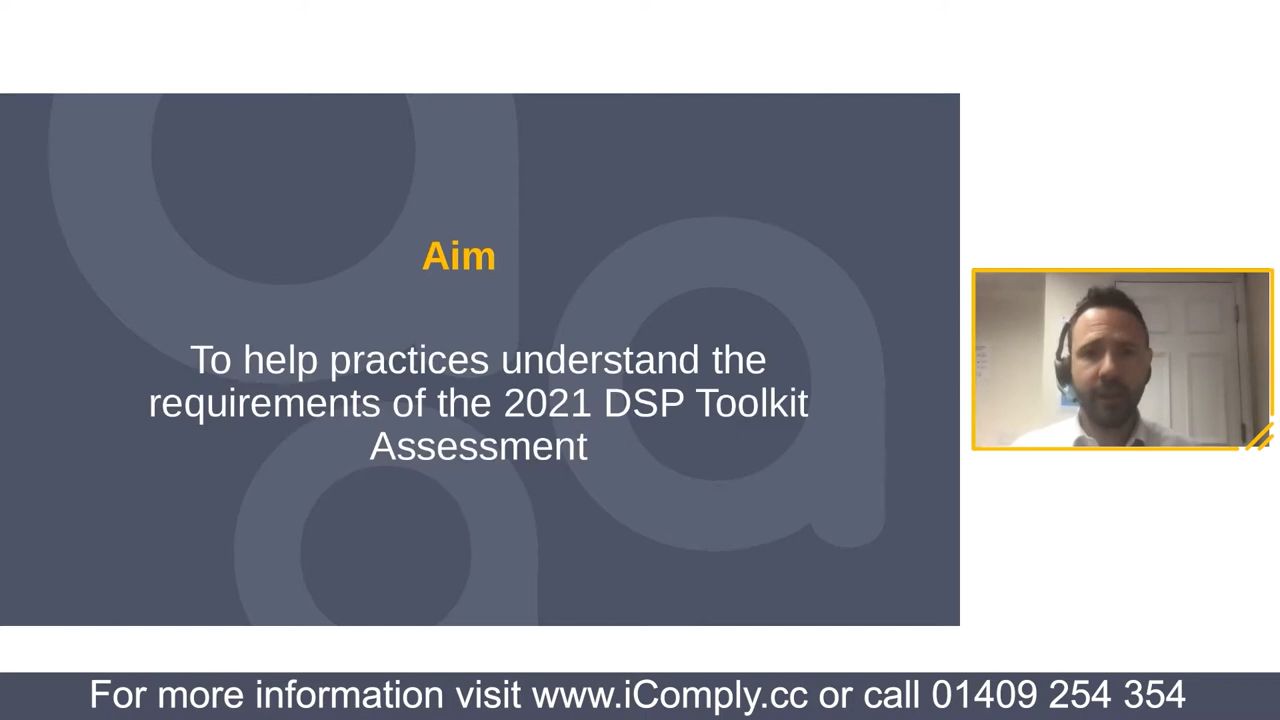 Aim
To help practices understand the
requirements of the 2021 DSP Toolkit
Assessment
For more information visit www.iComply.cc or call 01409 254 354